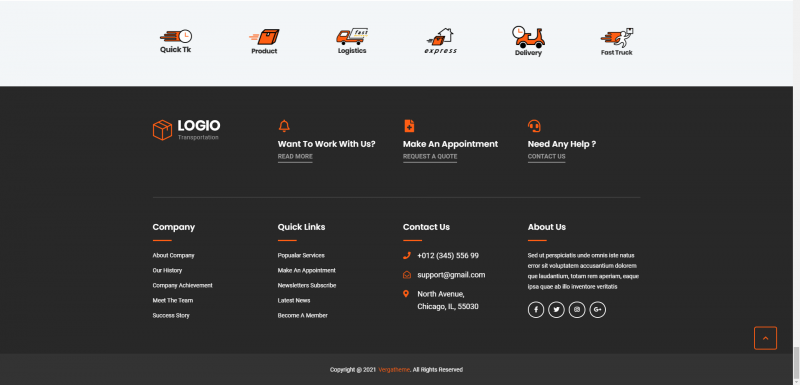 Quick Tk
Product
fast
Logistics
express
Delivery
Fast Truck
LOGIO
Transportation
Want To Work With Us?
READ MORE
Make An Appointment
REQUEST A QUOTE
Need Any Help ?
CONTACT US
Company
About Company
Our History
Company Achievement
Meet The Team
Success Story
Quick Links
Popualar Services
Make An Appointment
Newsletters Subscribe
Latest News
Become A Member
Contact Us
+012 (345) 556 99
support@gmail.com
North Avenue,
Chicago, IL, 55030
About Us
Sed ut perspiciatis unde omnis iste natus
error sit voluptatem accusantium dolorem
que laudantium, totam rem aperiam, eaque
ipsa quae ab illo inventore veritatis
Copyright @ 2021 Vergatheme. All Rights Reserved